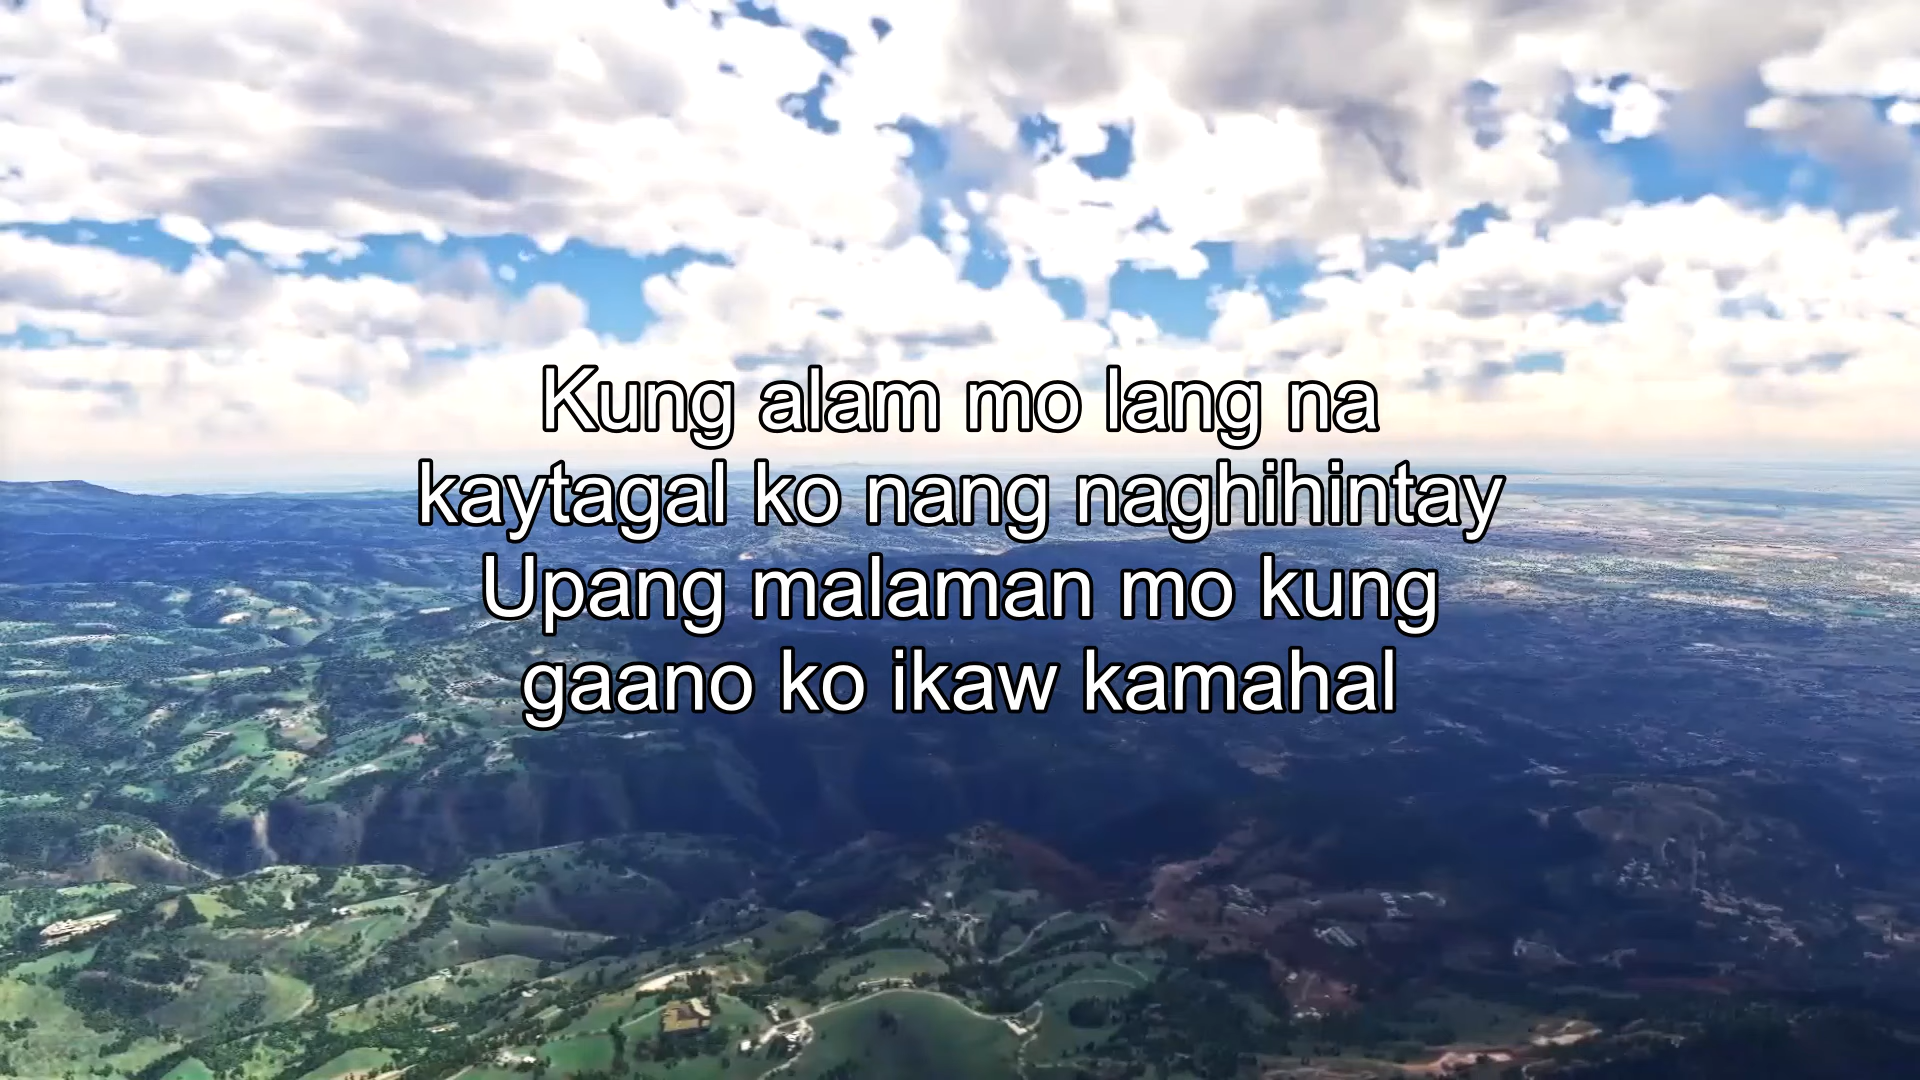 Kung alam mo lang na
kaytagal ko nang naghihintay
Upang malaman mo kung
gaano ko ikaw kamahal